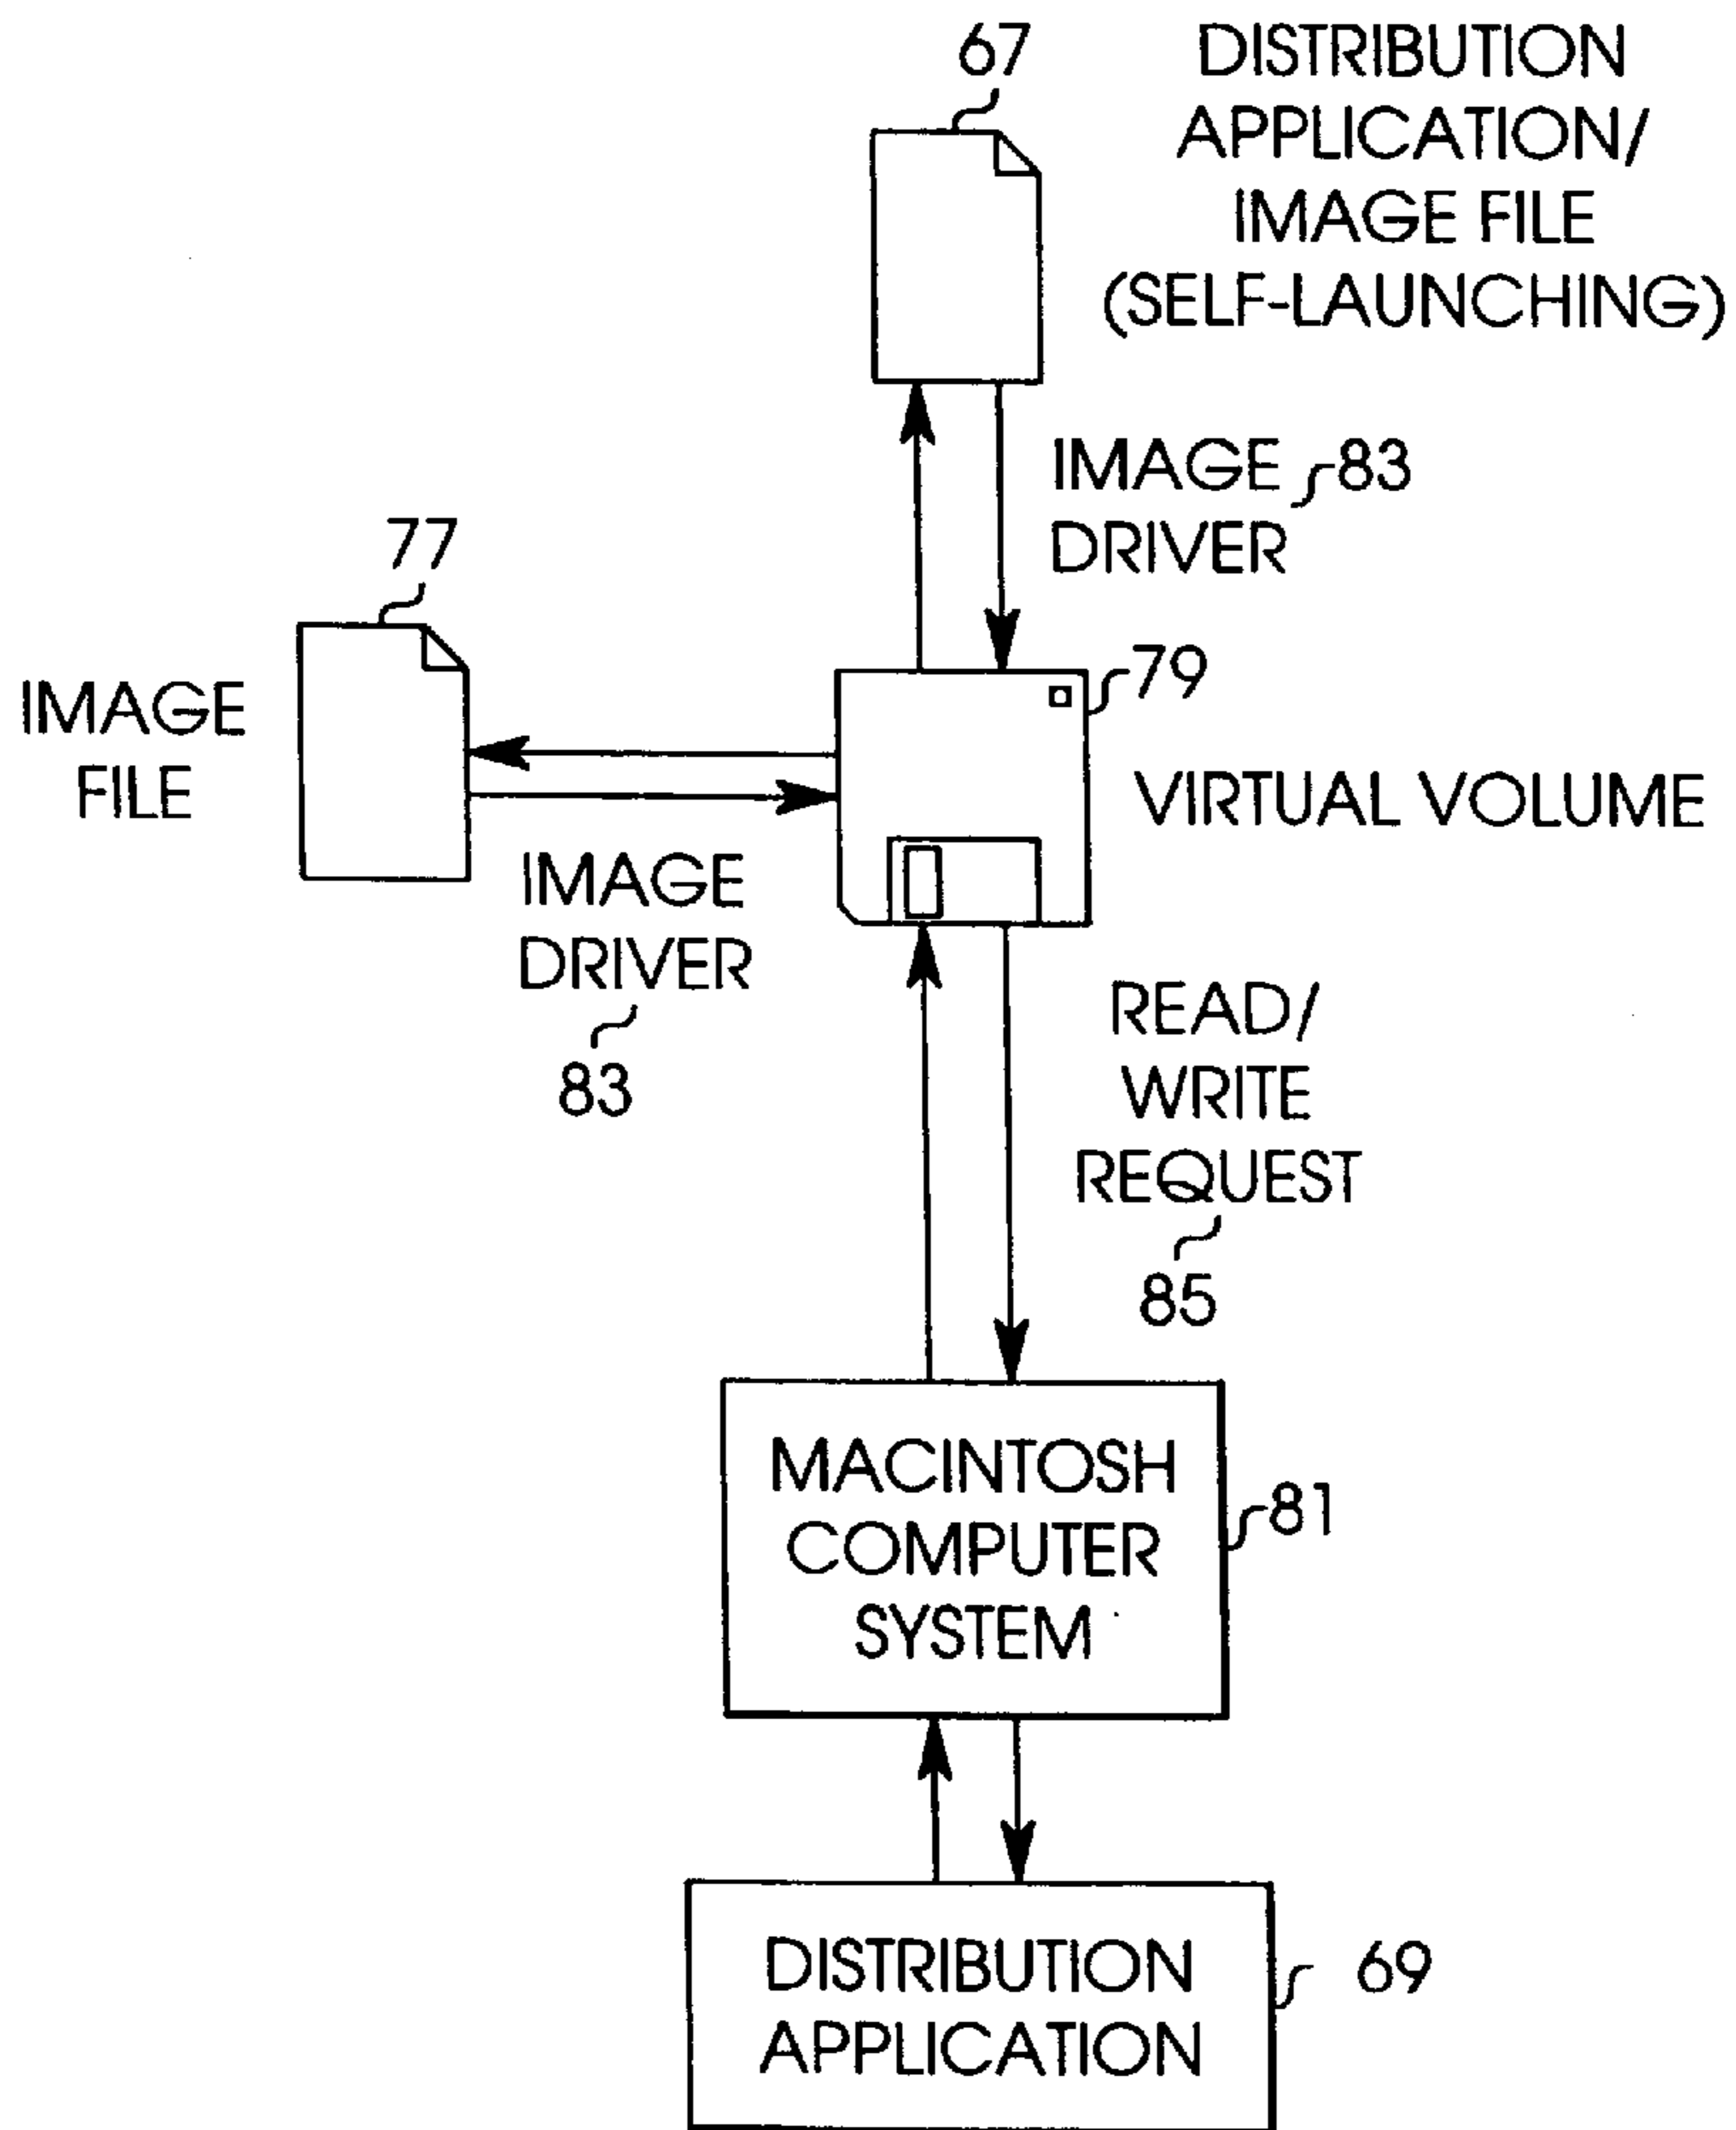 67
DISTRIBUTION
APPLICATION/
IMAGE FILE
(SELF-LAUNCHING)
IMAGE
DRIVER
83
77
IMAGE
FILE
79
VIRTUAL VOLUME
IMAGE
DRIVER
83
READ/
WRITE
REQUEST
85
MACINTOSH
COMPUTER
SYSTEM
81
DISTRIBUTION
APPLICATION
69